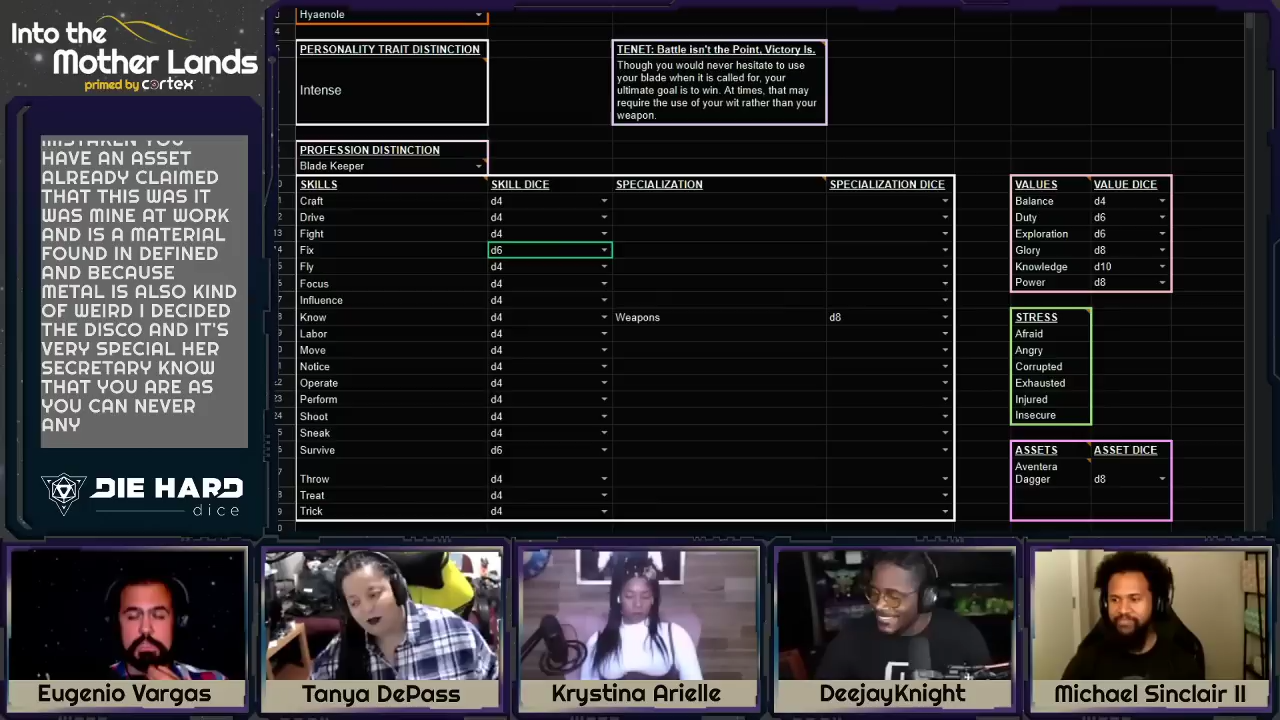 Into the
Mother Lands
primed by cortex
MISTAKEN YOU
HAVE AN ASSET
ALREADY CLAIMED
THAT THIS WAS IT
WAS MINE AT WORK
AND IS A MATERIAL
FOUND IN DEFINED
AND BECAUSE
METAL IS ALSO KIND
OF WEIRD I DECIDED
THE DISCO AND IT'S
VERY SPECIAL HER
SECRETARY KNOW
THAT YOU ARE AS
YOU CAN NEVER
ANY
DIE HARD
dice
Hyaenole
PERSONALITY TRAIT DISTINCTION
Intense
TENET: Battle isn't the Point, Victory Is.
Though you would never hesitate to use
your blade when it is called for, your
ultimate goal is to win. At times, that may
require the use of your wit rather than your
weapon.
PROFESSION DISTINCTION
Blade Keeper
SKILLS SKILL DICE SPECIALIZATION SPECIALIZATION DICE
Craft d4
Drive d4
Fight d4
Fix d6
Fly d4
Focus d4
Influence d4
Know d4 Weapons d8
Labor d4
Move d4
Notice d4
Operate d4
Perform d4
Shoot d4
Sneak d4
Survive d6
Throw d4
Treat d4
Trick d4
VALUES VALUE DICE
Balance d4
Duty d6
Exploration d6
Glory d8
Knowledge d10
Power d8
STRESS
Afraid
Angry
Corrupted
Exhausted
Injured
Insecure
ASSETS ASSET DICE
Aventera
Dagger d8
Eugenio Vargas
Tanya DePass
Krystina Arielle
DeejayKnight
Michael Sinclair II